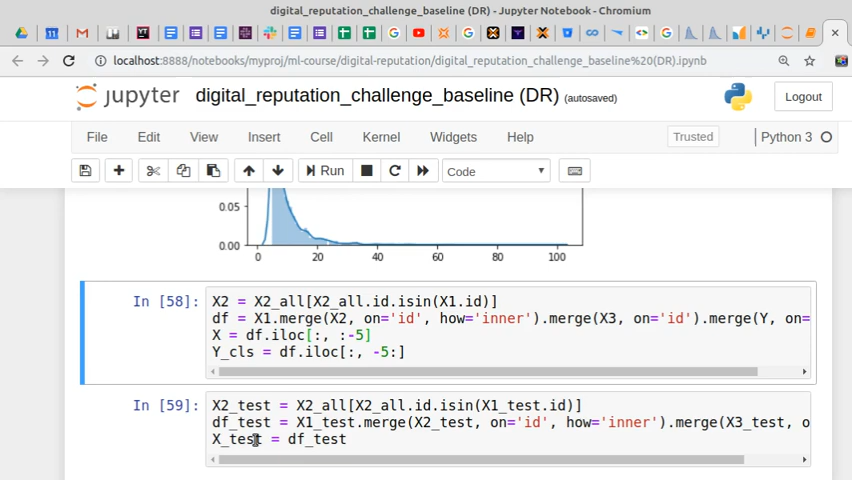 digital_reputation_challenge_baseline (DR) - Jupyter Notebook - Chromium
localhost:8888/notebooks/myproj/ml-course/digital-reputation/digital_reputation_challenge_baseline%20(DR).ipynb
jupyter digital_reputation_challenge_baseline (DR) (autosaved) Logout
File Edit View Insert Cell Kernel Widgets Help Trusted Python 3
Run Code
0.05
0.00
0 20 40 60 80 100
In [58]: X2 = X2_all[X2_all.id.isin(X1.id)]
df = X1.merge(X2, on='id', how='inner').merge(X3, on='id').merge(Y, on=
X = df.iloc[:, :-5]
Y_cls = df.iloc[:, -5:]
In [59]: X2_test = X2_all[X2_all.id.isin(X1_test.id)]
df_test = X1_test.merge(X2_test, on='id', how='inner').merge(X3_test, o
X_test = df_test